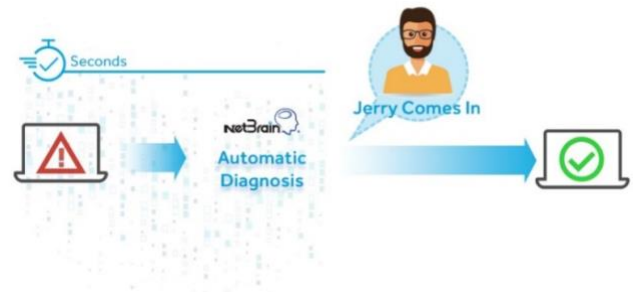 Seconds
Jerry Comes In
NetBrain
Automatic
Diagnosis